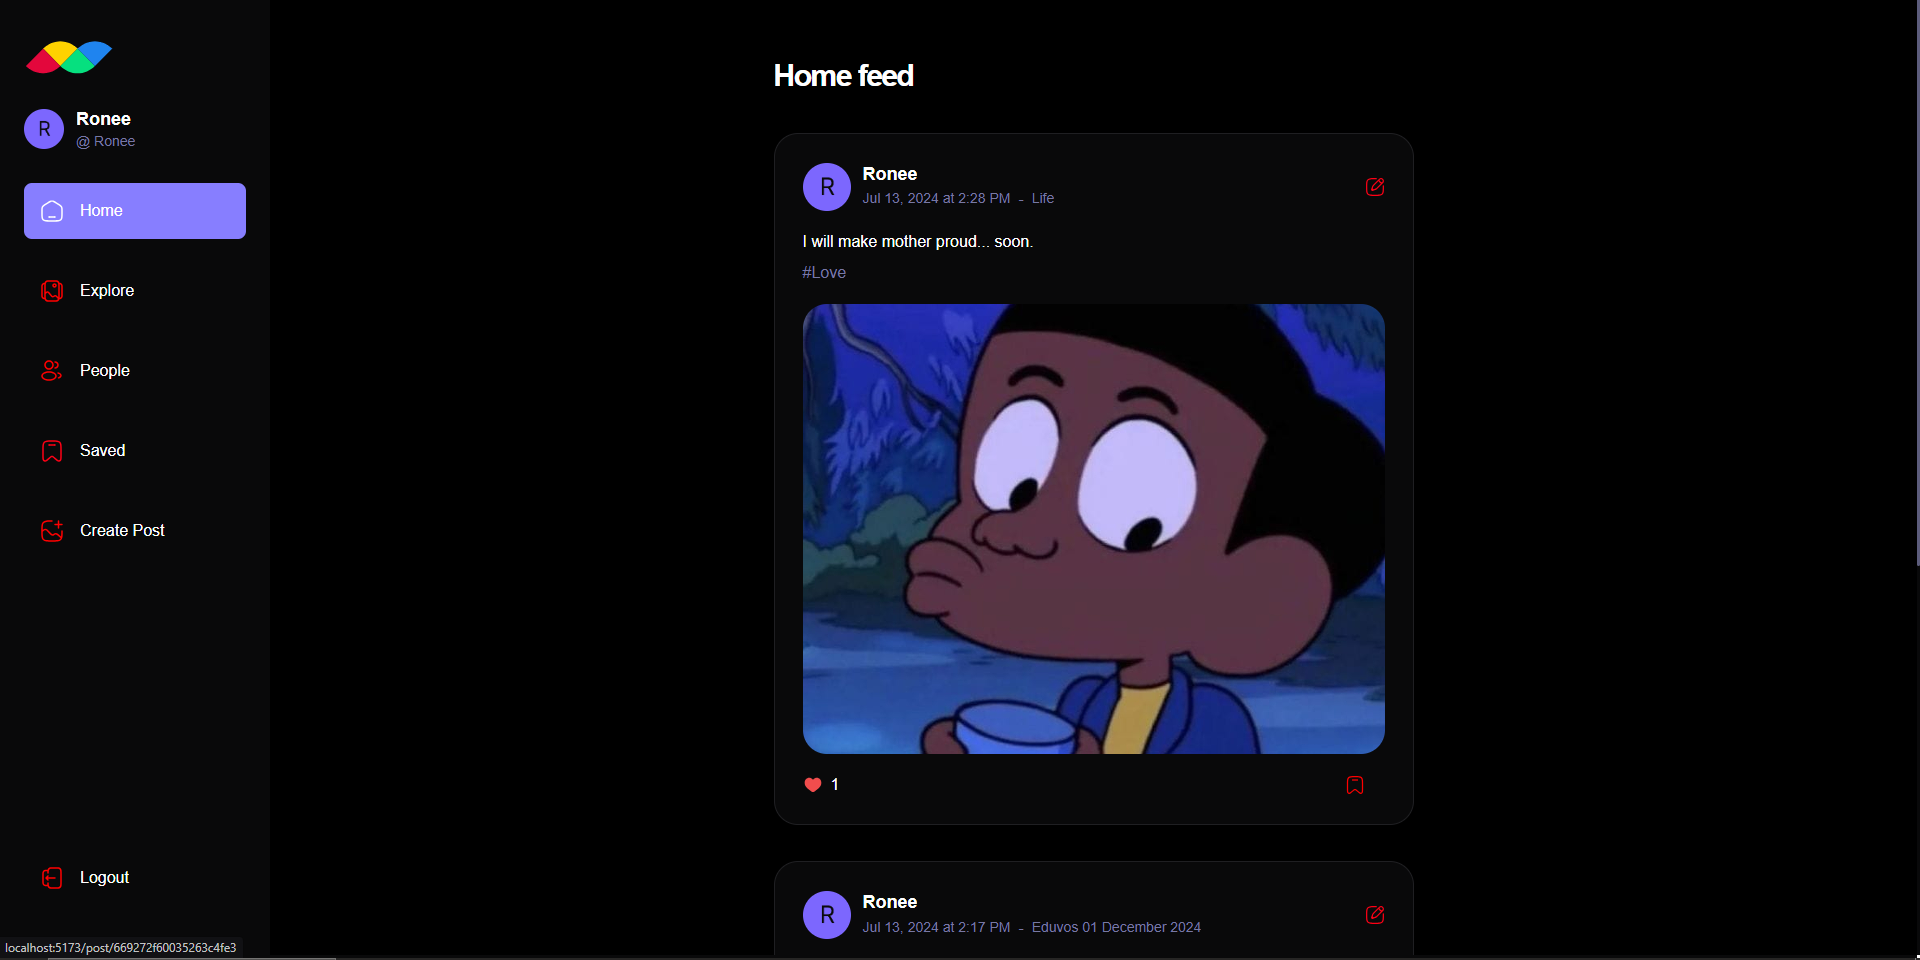 R
Ronee
@ Ronee
Home
Explore
People
Saved
Create Post
Logout
localhost:5173/post/669272f60035263c4fe3
Home feed
R
Ronee
Jul 13, 2024 at 2:28 PM - Life
I will make mother proud... soon.
#Love
1
R
Ronee
Jul 13, 2024 at 2:17 PM - Eduvos 01 December 2024